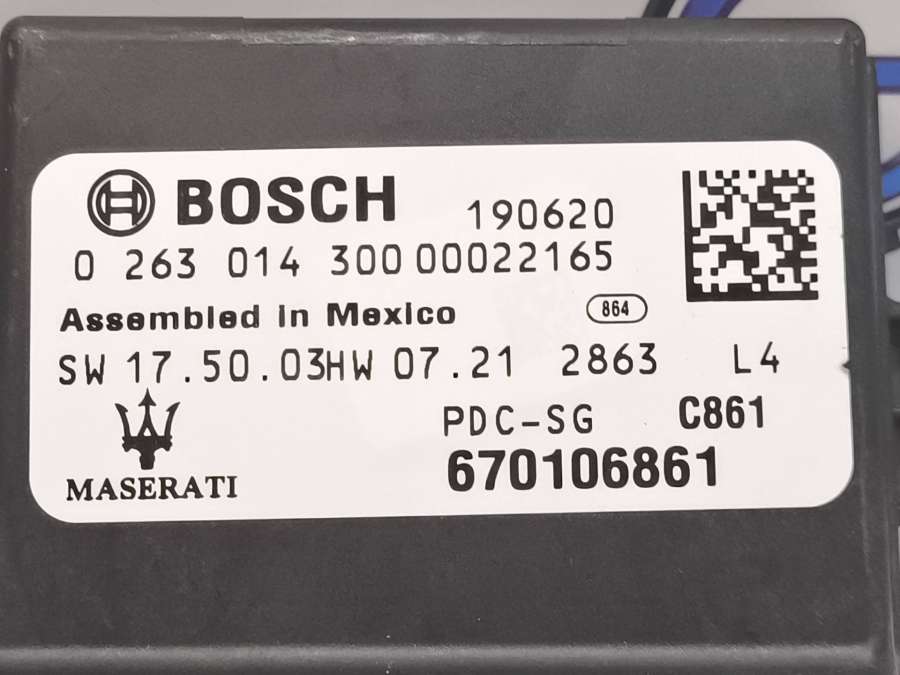 BOSCH 190620
0 263 014 300 00022165
Assembled in Mexico 864
SW 17.50.03HW 07.21 2863 L4
PDC-SG C861
MASERATI 670106861